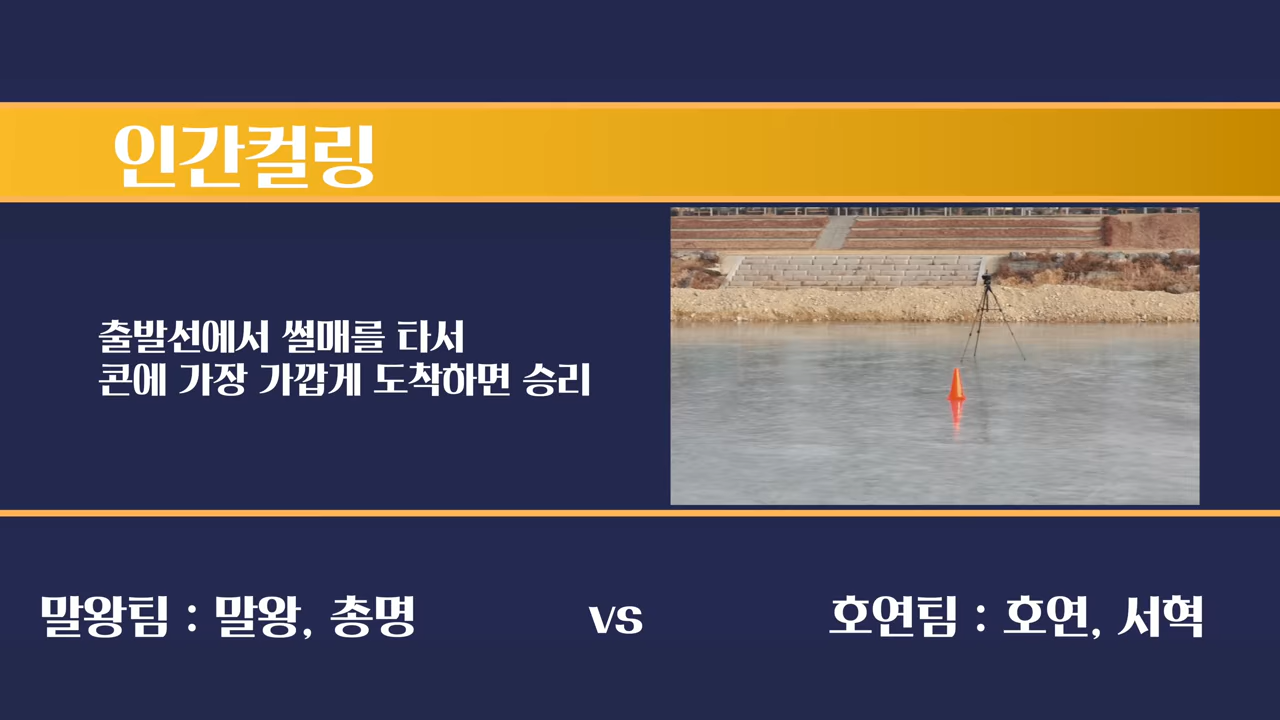 인간컬링
출발선에서 썰매를 타서
콘에 가장 가깝게 도착하면 승리
말왕팀 : 말왕, 총명
vs
호연팀 : 호연, 서혁